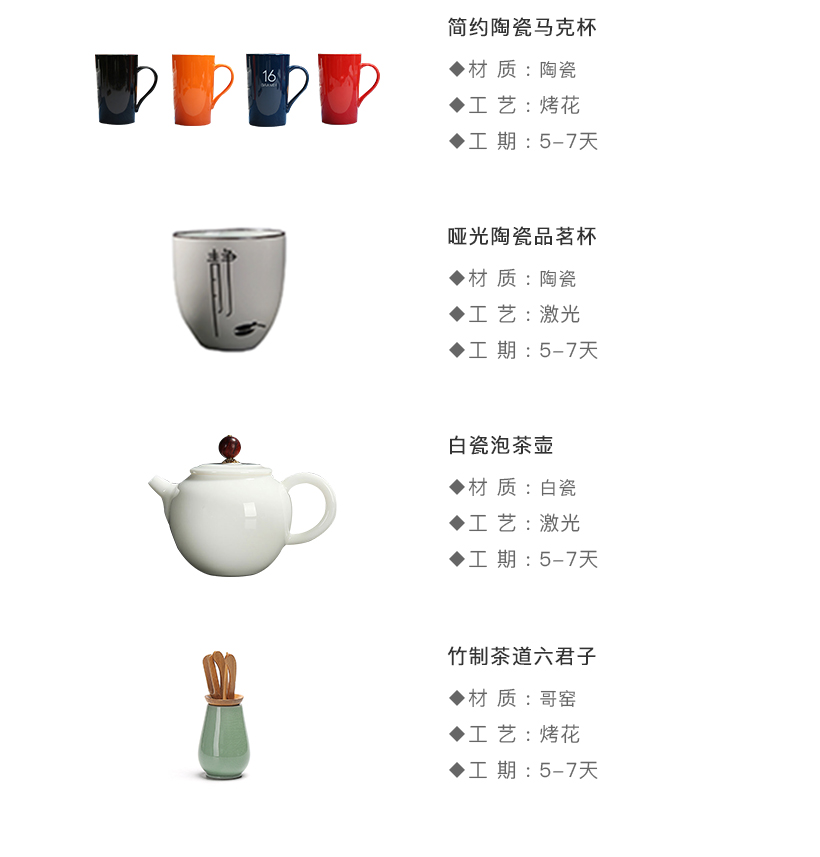 简约陶瓷马克杯
◆材 质：陶瓷
◆工 艺：烤花
◆工 期：5-7天
16
哑光陶瓷品茗杯
◆材 质：陶瓷
◆工 艺：激光
◆工 期：5-7天
白瓷泡茶壶
◆材 质：白瓷
◆工 艺：激光
◆工 期：5-7天
竹制茶道六君子
◆材 质：哥窑
◆工 艺：烤花
◆工 期：5-7天